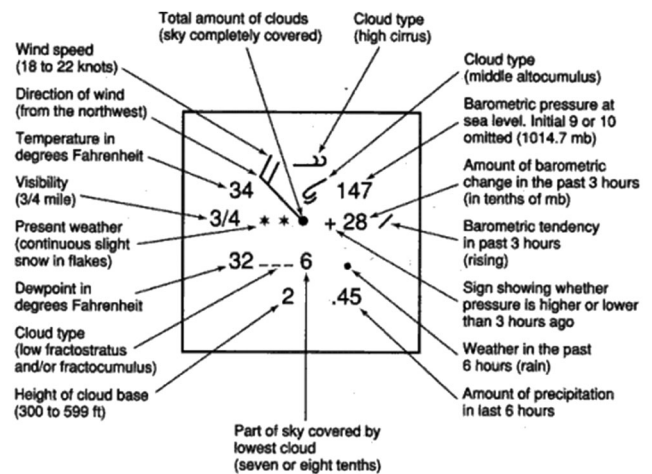 Total amount of clouds
(sky completely covered)
Cloud type
(high cirrus)
Wind speed
(18 to 22 knots)
Direction of wind
(from the northwest)
Temperature in
degrees Fahrenheit
Visibility
(3/4 mile)
Present weather
(continuous slight
snow in flakes)
Dewpoint in
degrees Fahrenheit
Cloud type
(low fractostratus
and/or fractocumulus)
Height of cloud base
(300 to 599 ft)
34
147
3/4 * *
+ 28
32 --- 6
2
.45
Cloud type
(middle altocumulus)
Barometric pressure at
sea level. Initial 9 or 10
omitted (1014.7 mb)
Amount of barometric
change in the past 3 hours
(in tenths of mb)
Barometric tendency
in past 3 hours
(rising)
Sign showing whether
pressure is higher or lower
than 3 hours ago
Weather in the past
6 hours (rain)
Amount of precipitation
in last 6 hours
Part of sky covered by
lowest cloud
(seven or eight tenths)